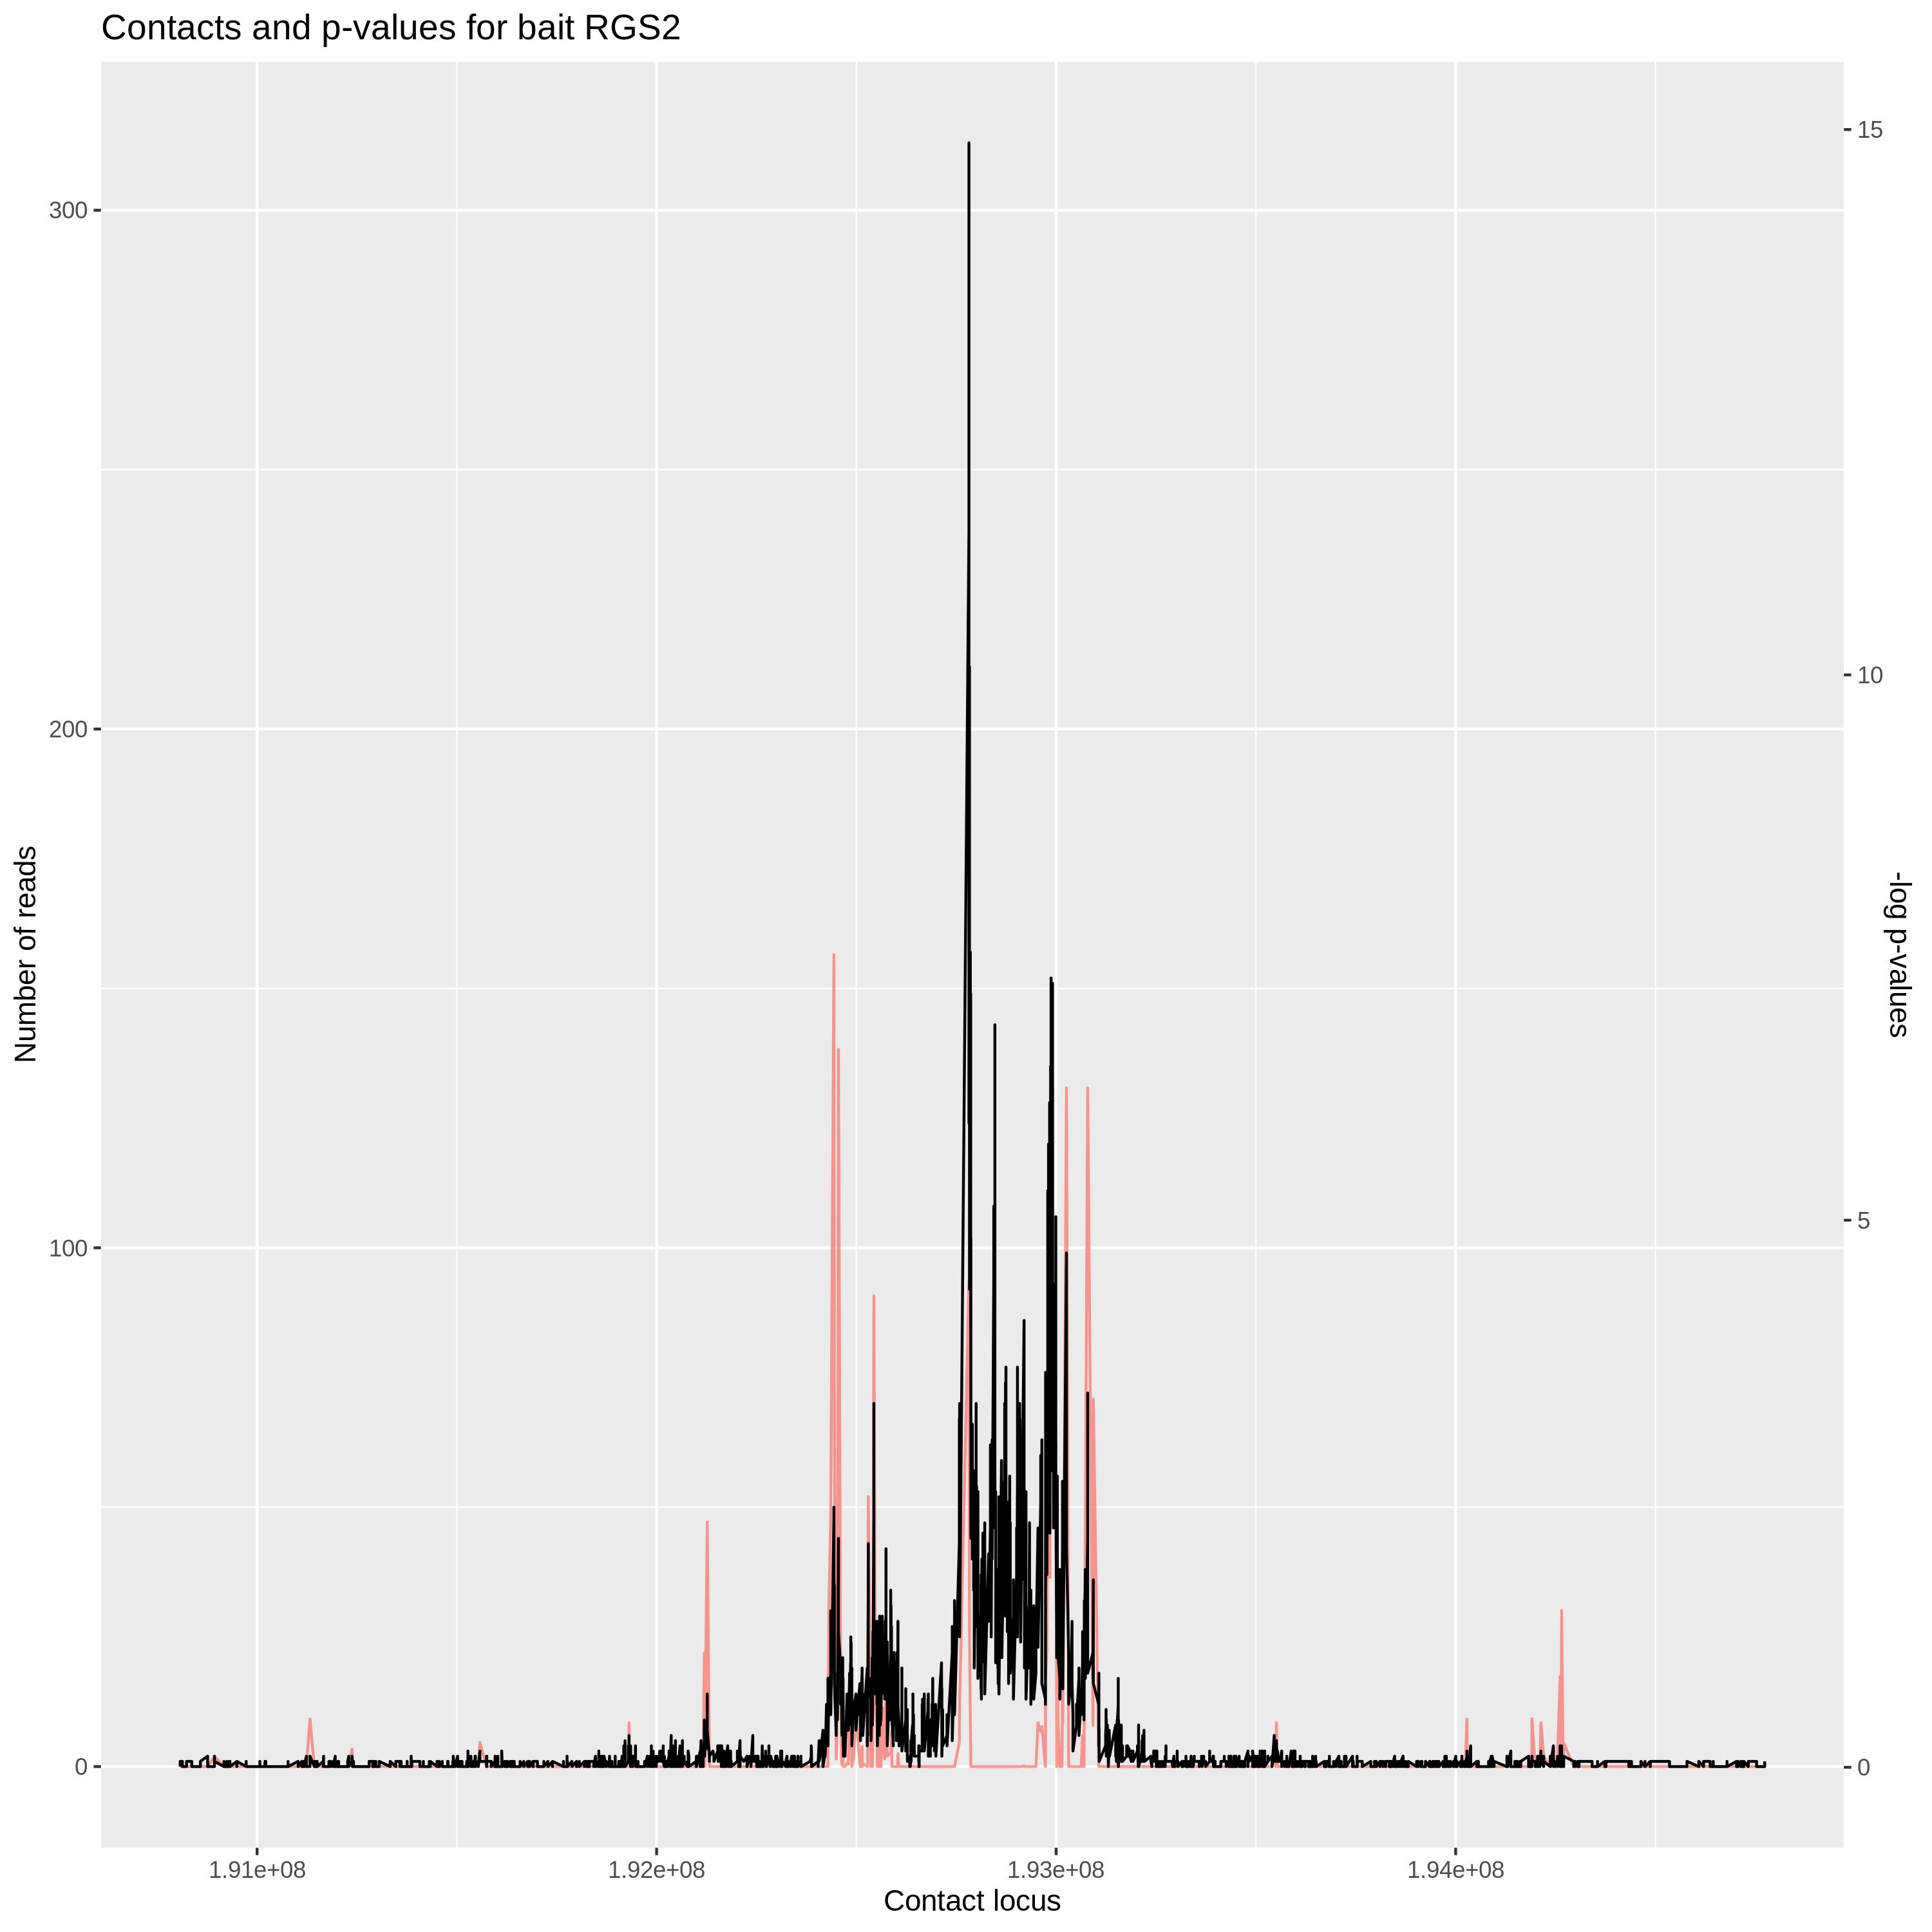 Contacts and p-values for bait RGS2
15
300
10
200
Number of reads
-log p-values
5
100
0
0
1.91e+08
1.92e+08
1.93e+08
1.94e+08
Contact locus